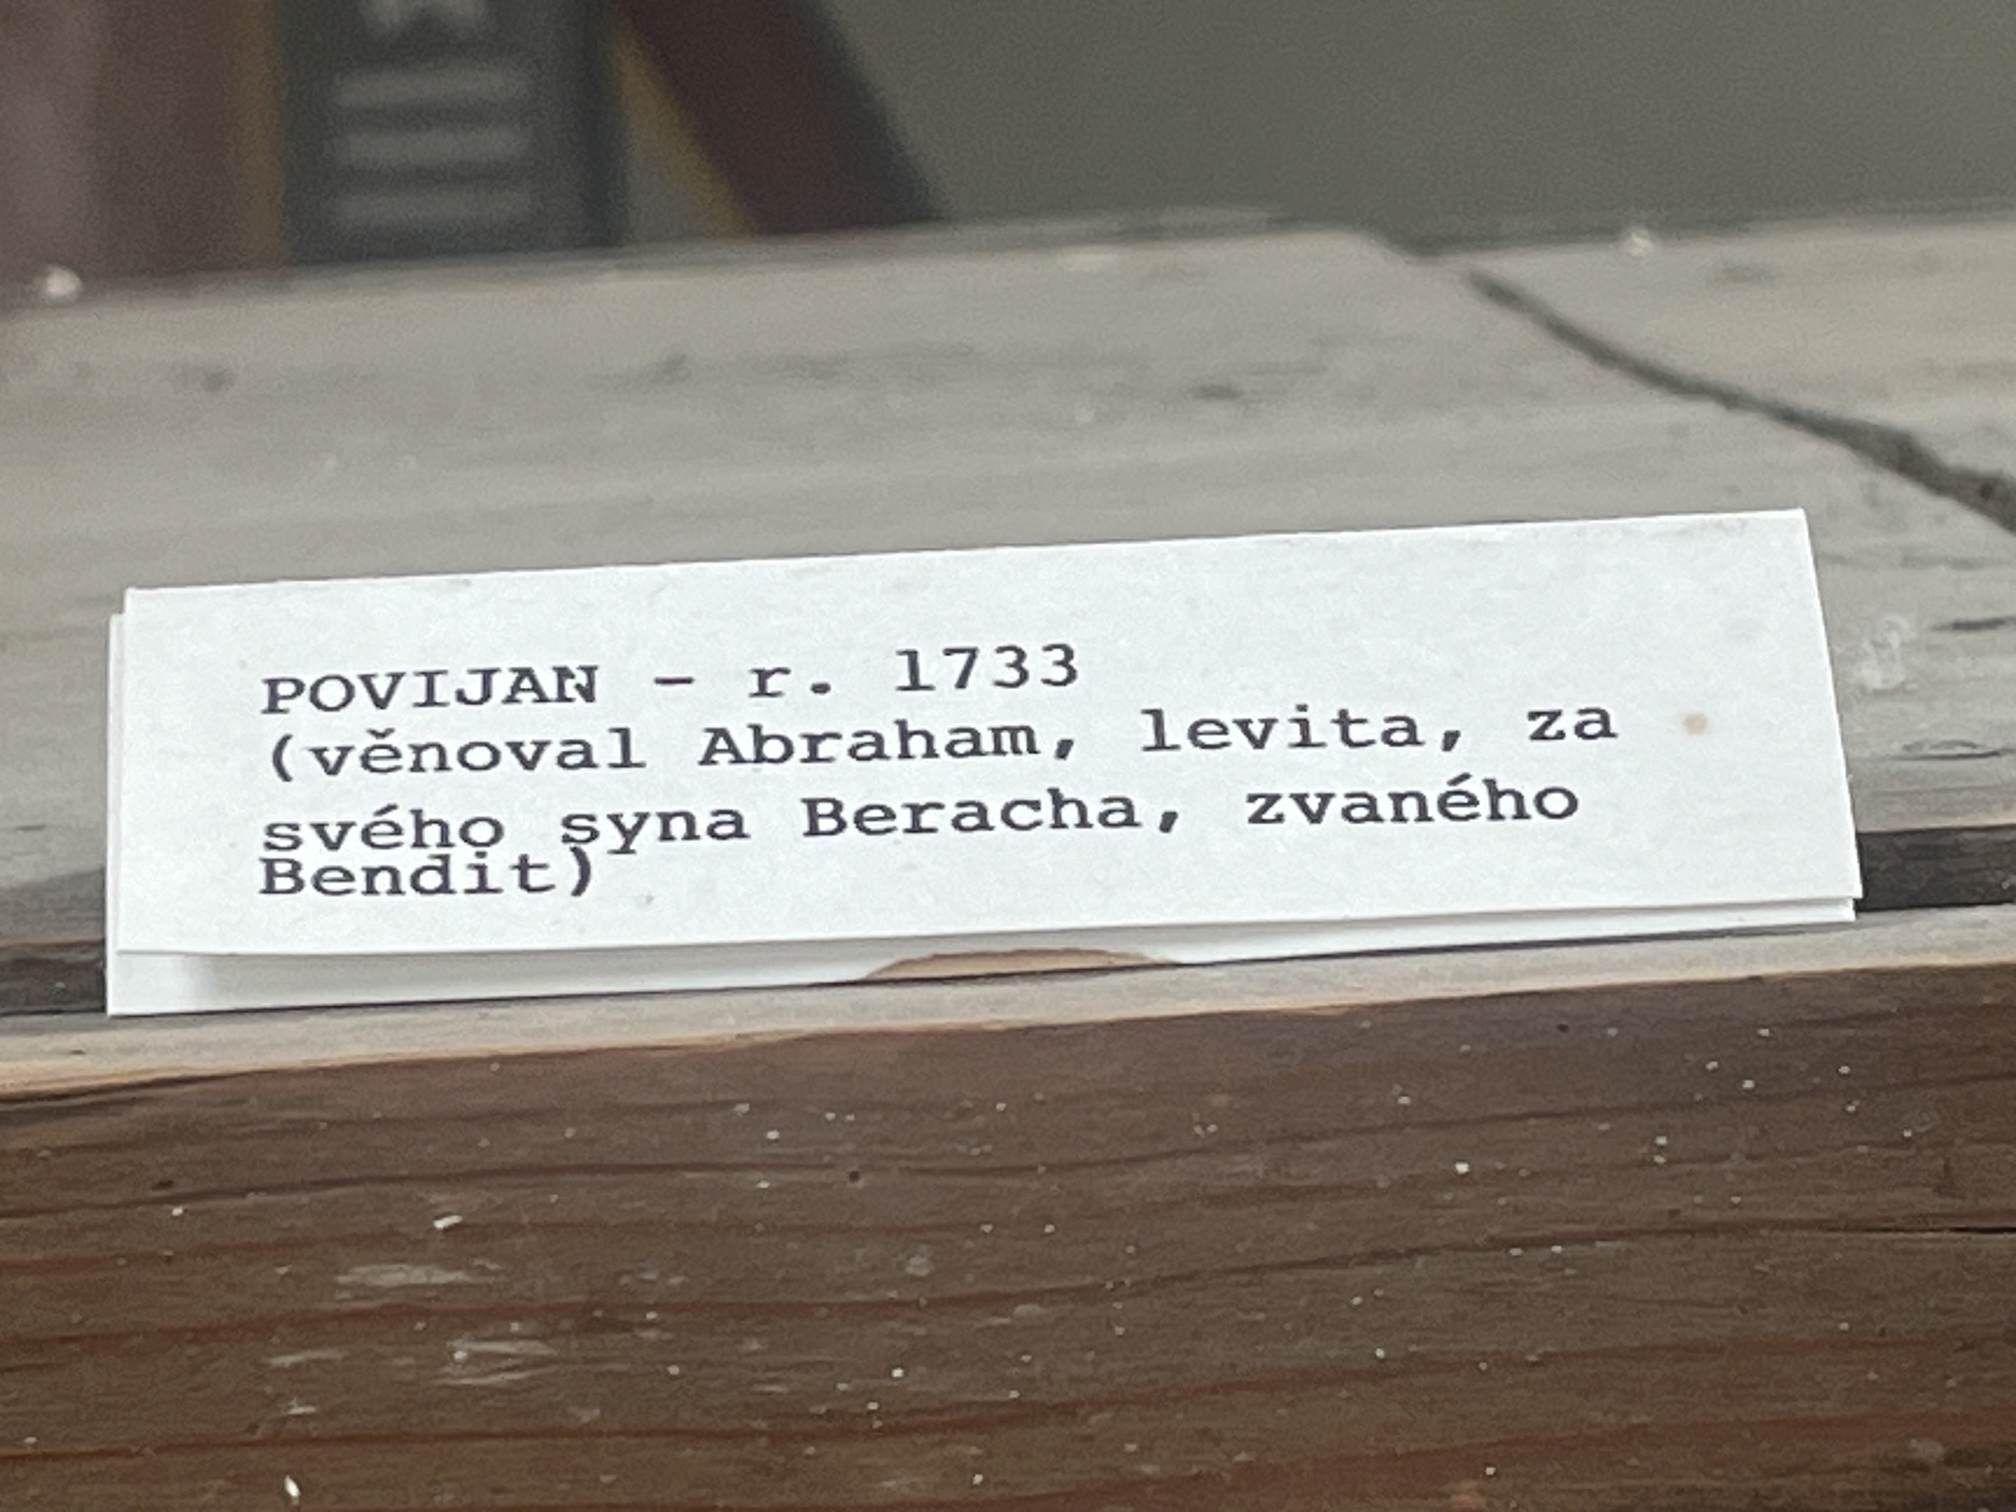 POVIJAN - r. 1733
(věnoval Abraham, levita, za
svého syna Beracha, zvaného
Bendit)